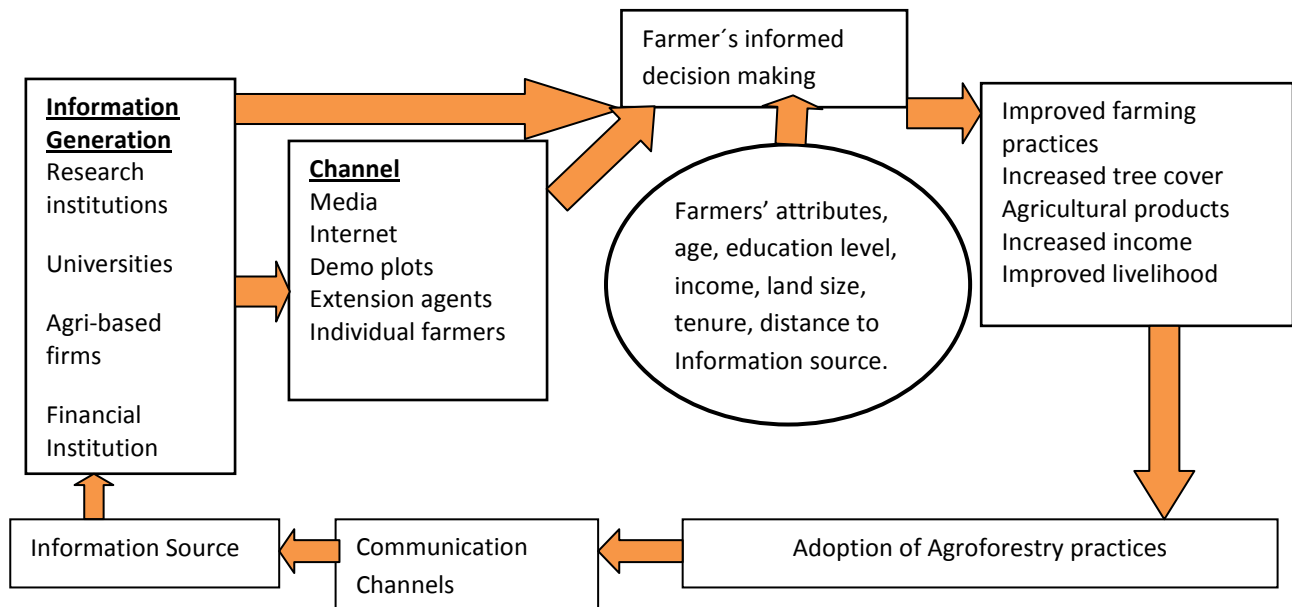 Information
Generation
Research
institutions
Universities
Agri-based
firms
Financial
Institution
Channel
Media
Internet
Demo plots
Extension agents
Individual farmers
Farmer´s informed
decision making
Farmers’ attributes,
age, education level,
income, land size,
tenure, distance to
Information source.
Improved farming
practices
Increased tree cover
Agricultural products
Increased income
Improved livelihood
Information Source
Communication
Channels
Adoption of Agroforestry practices